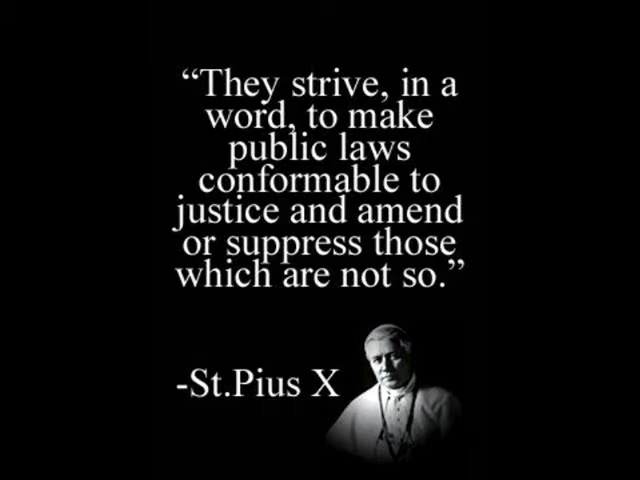 “They strive, in a
word, to make
public laws
conformable to
justice and amend
or suppress those
which are not so.”
-St.Pius X